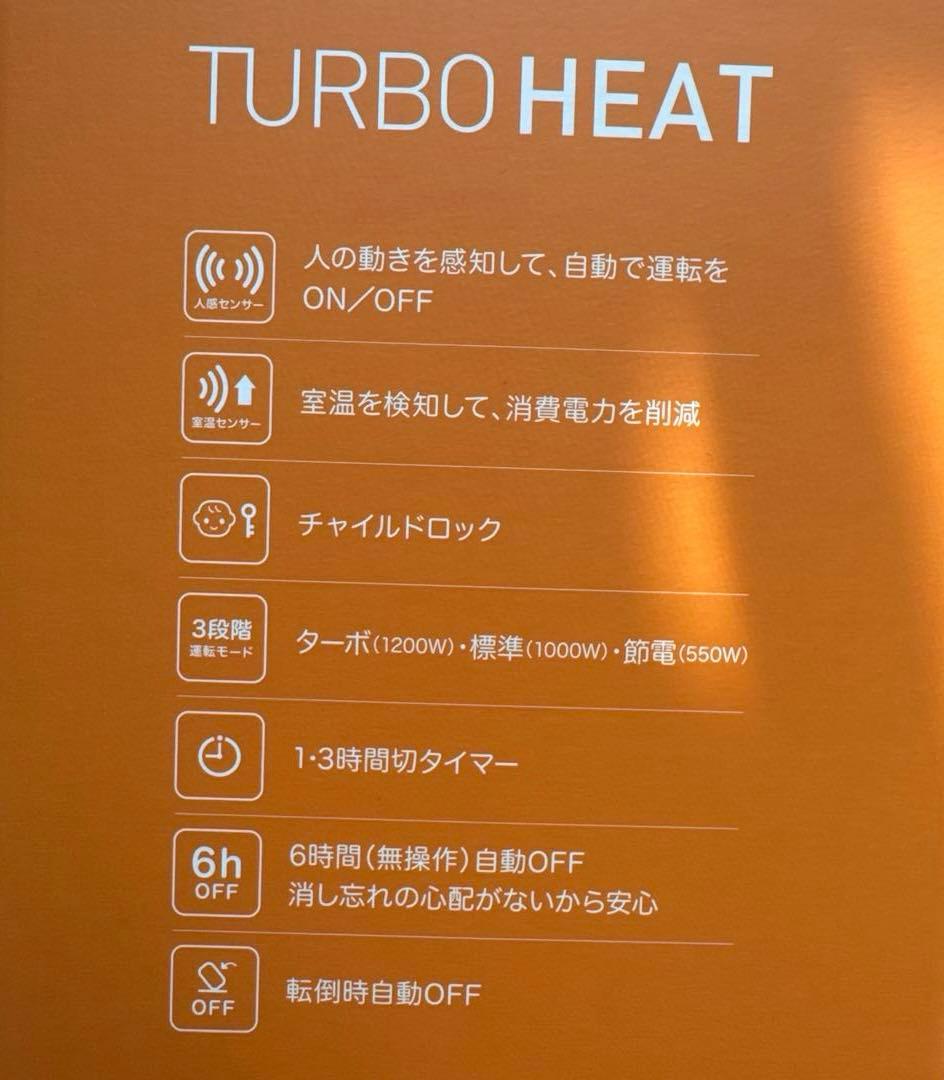 TURBO HEAT
人感センサー
人の動きを感知して、自動で運転を
ON／OFF
室温センサー
室温を検知して、消費電力を削減
チャイルドロック
3段階
運転モード
ターボ(1200W)・標準(1000W)・節電(550W)
1・3時間切タイマー
6h
OFF
6時間（無操作）自動OFF
消し忘れの心配がないから安心
OFF
転倒時自動OFF